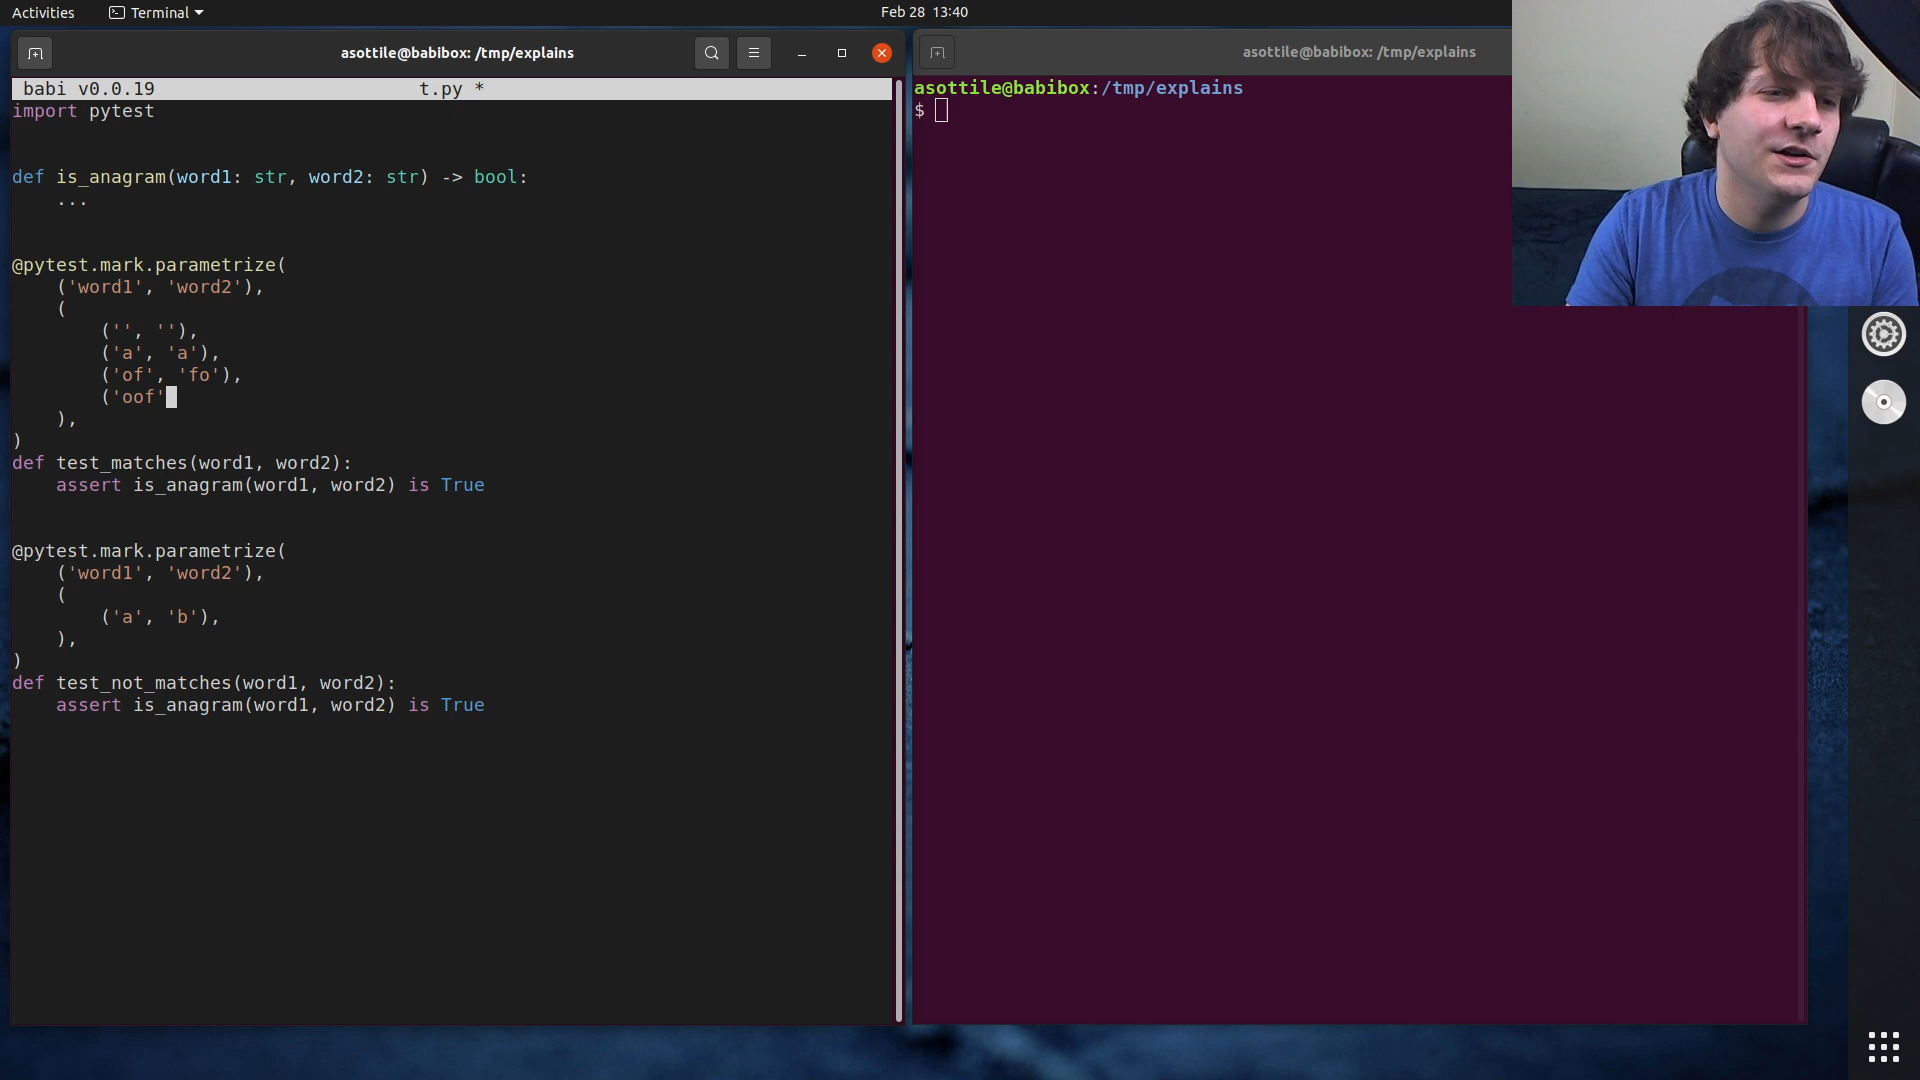 Activities
Terminal
Feb 28 13:40
asottile@babibox: /tmp/explains
babi v0.0.19 t.py *
import pytest
def is_anagram(word1: str, word2: str) -> bool:
    ...
@pytest.mark.parametrize(
    ('word1', 'word2'),
    (
        ('', ''),
        ('a', 'a'),
        ('of', 'fo'),
        ('oof'
    ),
)
def test_matches(word1, word2):
    assert is_anagram(word1, word2) is True
@pytest.mark.parametrize(
    ('word1', 'word2'),
    (
        ('a', 'b'),
    ),
)
def test_not_matches(word1, word2):
    assert is_anagram(word1, word2) is True
asottile@babibox: /tmp/explains
asottile@babibox:/tmp/explains
$